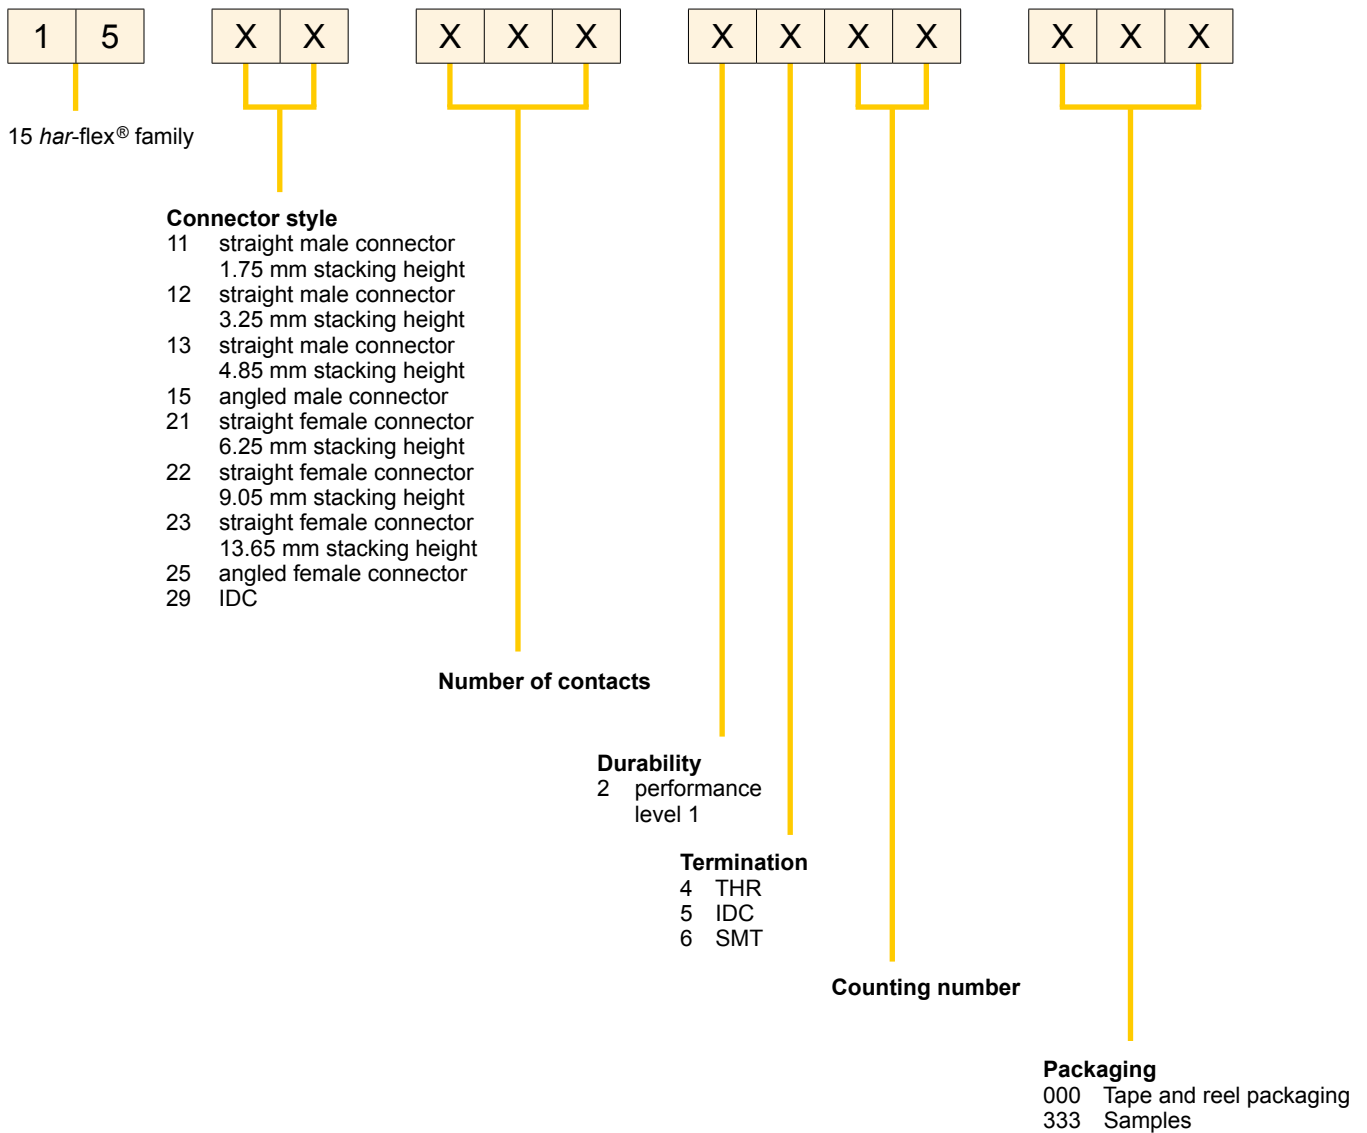 1 5 X X X X X X X X X X X X
15 har-flex® family
Connector style
11 straight male connector
1.75 mm stacking height
12 straight male connector
3.25 mm stacking height
13 straight male connector
4.85 mm stacking height
15 angled male connector
21 straight female connector
6.25 mm stacking height
22 straight female connector
9.05 mm stacking height
23 straight female connector
13.65 mm stacking height
25 angled female connector
29 IDC
Number of contacts
Durability
2 performance
level 1
Termination
4 THR
5 IDC
6 SMT
Counting number
Packaging
000 Tape and reel packaging
333 Samples